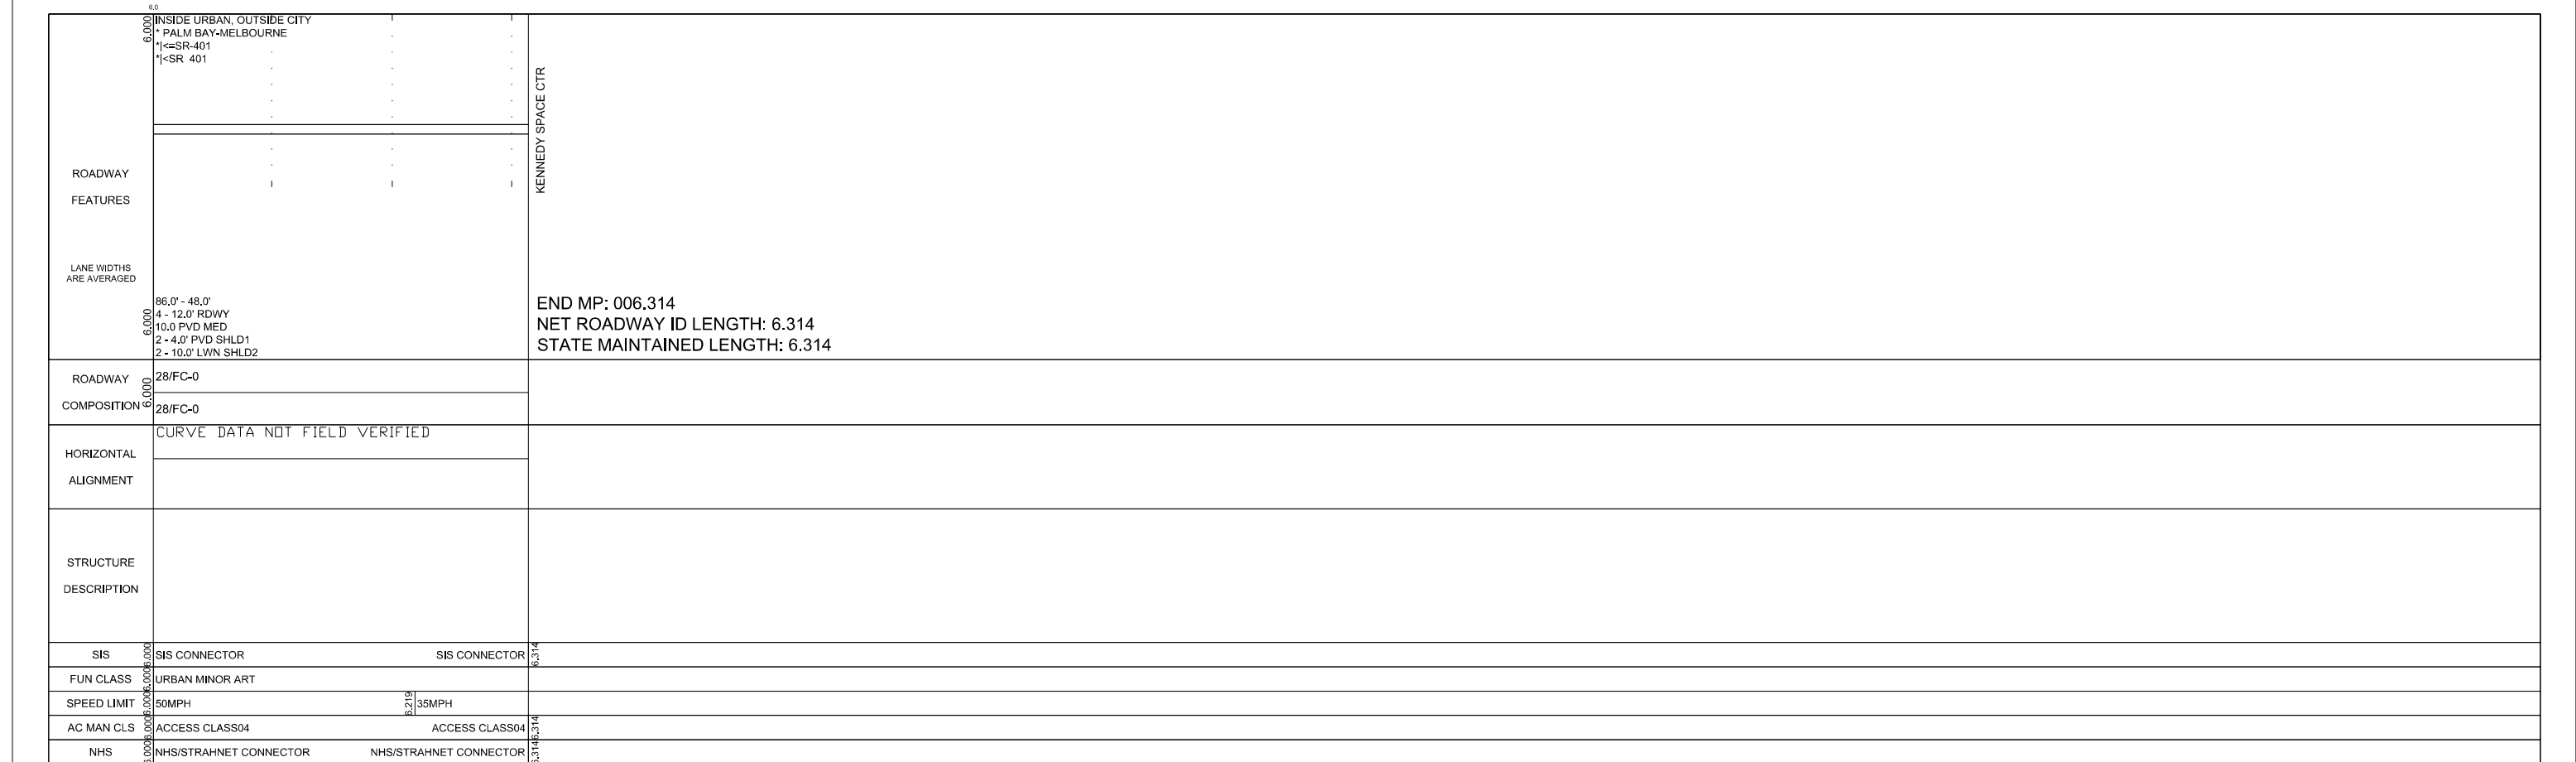 6.0
6.000
INSIDE URBAN, OUTSIDE CITY
* PALM BAY-MELBOURNE
*|<=SR-401
*|<SR 401
KENNEDY SPACE CTR
ROADWAY
FEATURES
LANE WIDTHS
ARE AVERAGED
6.000
86.0' - 48.0'
4 - 12.0' RDWY
10.0 PVD MED
2 - 4.0' PVD SHLD1
2 - 10.0' LWN SHLD2
END MP: 006.314
NET ROADWAY ID LENGTH: 6.314
STATE MAINTAINED LENGTH: 6.314
ROADWAY
COMPOSITION
6.000
28/FC-0
28/FC-0
HORIZONTAL
ALIGNMENT
CURVE DATA NOT FIELD VERIFIED
STRUCTURE
DESCRIPTION
SIS 6.000 SIS CONNECTOR SIS CONNECTOR 6.314
FUN CLASS 6.000 URBAN MINOR ART
SPEED LIMIT 6.000 50MPH 6.219 35MPH
AC MAN CLS 6.000 ACCESS CLASS04 ACCESS CLASS04 6.314
NHS 6.000 NHS/STRAHNET CONNECTOR NHS/STRAHNET CONNECTOR 6.314